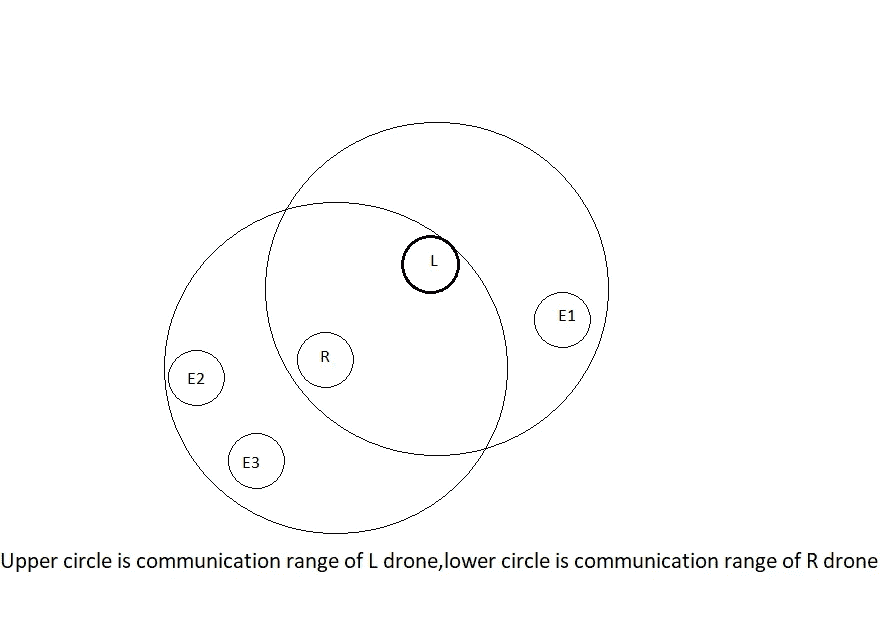 L
E1
R
E2
E3
Upper circle is communication range of L drone,lower circle is communication range of R drone